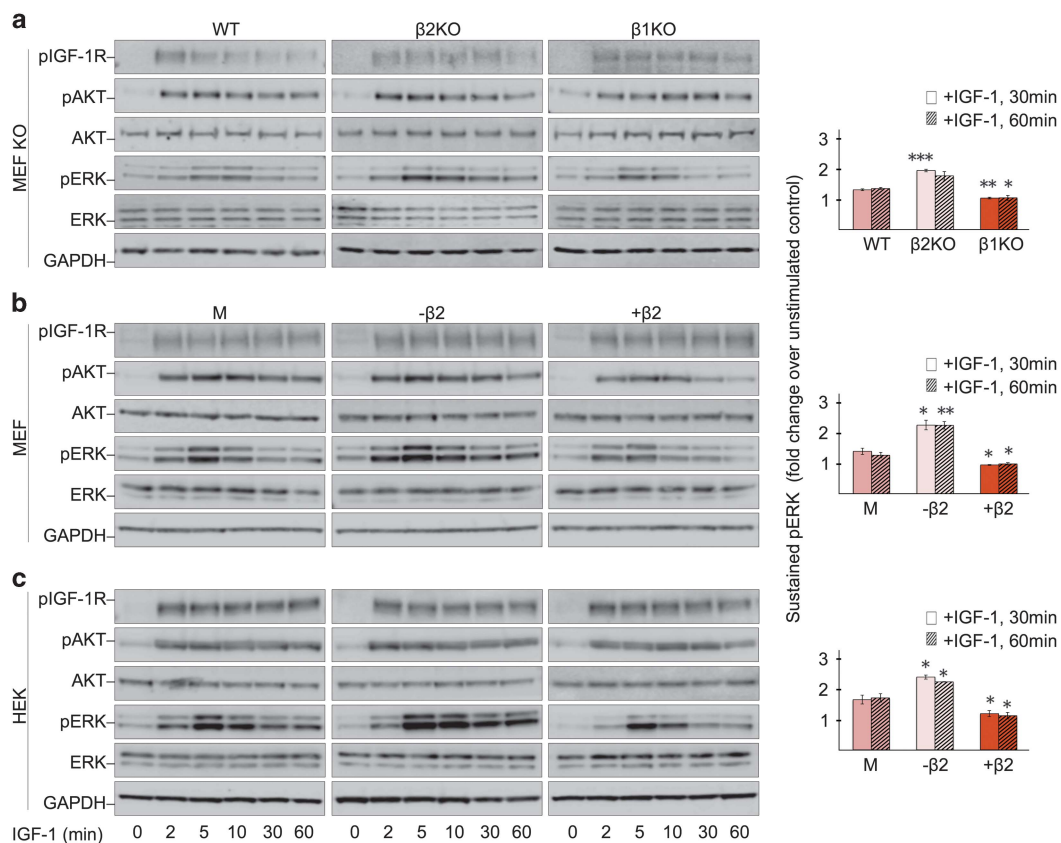 a
WT β2KO β1KO
MEF KO
pIGF-1R
pAKT
AKT
pERK
ERK
GAPDH
+IGF-1, 30min
+IGF-1, 60min
3
2
1
***
** *
WT β2KO β1KO
b
M -β2 +β2
MEF
pIGF-1R
pAKT
AKT
pERK
ERK
GAPDH
Sustained pERK (fold change over unstimulated control)
+IGF-1, 30min
+IGF-1, 60min
3
2
1
* **
* *
M -β2 +β2
c
HEK
pIGF-1R
pAKT
AKT
pERK
ERK
GAPDH
IGF-1 (min) 0 2 5 10 30 60 0 2 5 10 30 60 0 2 5 10 30 60
+IGF-1, 30min
+IGF-1, 60min
3
2
1
* *
* *
M -β2 +β2